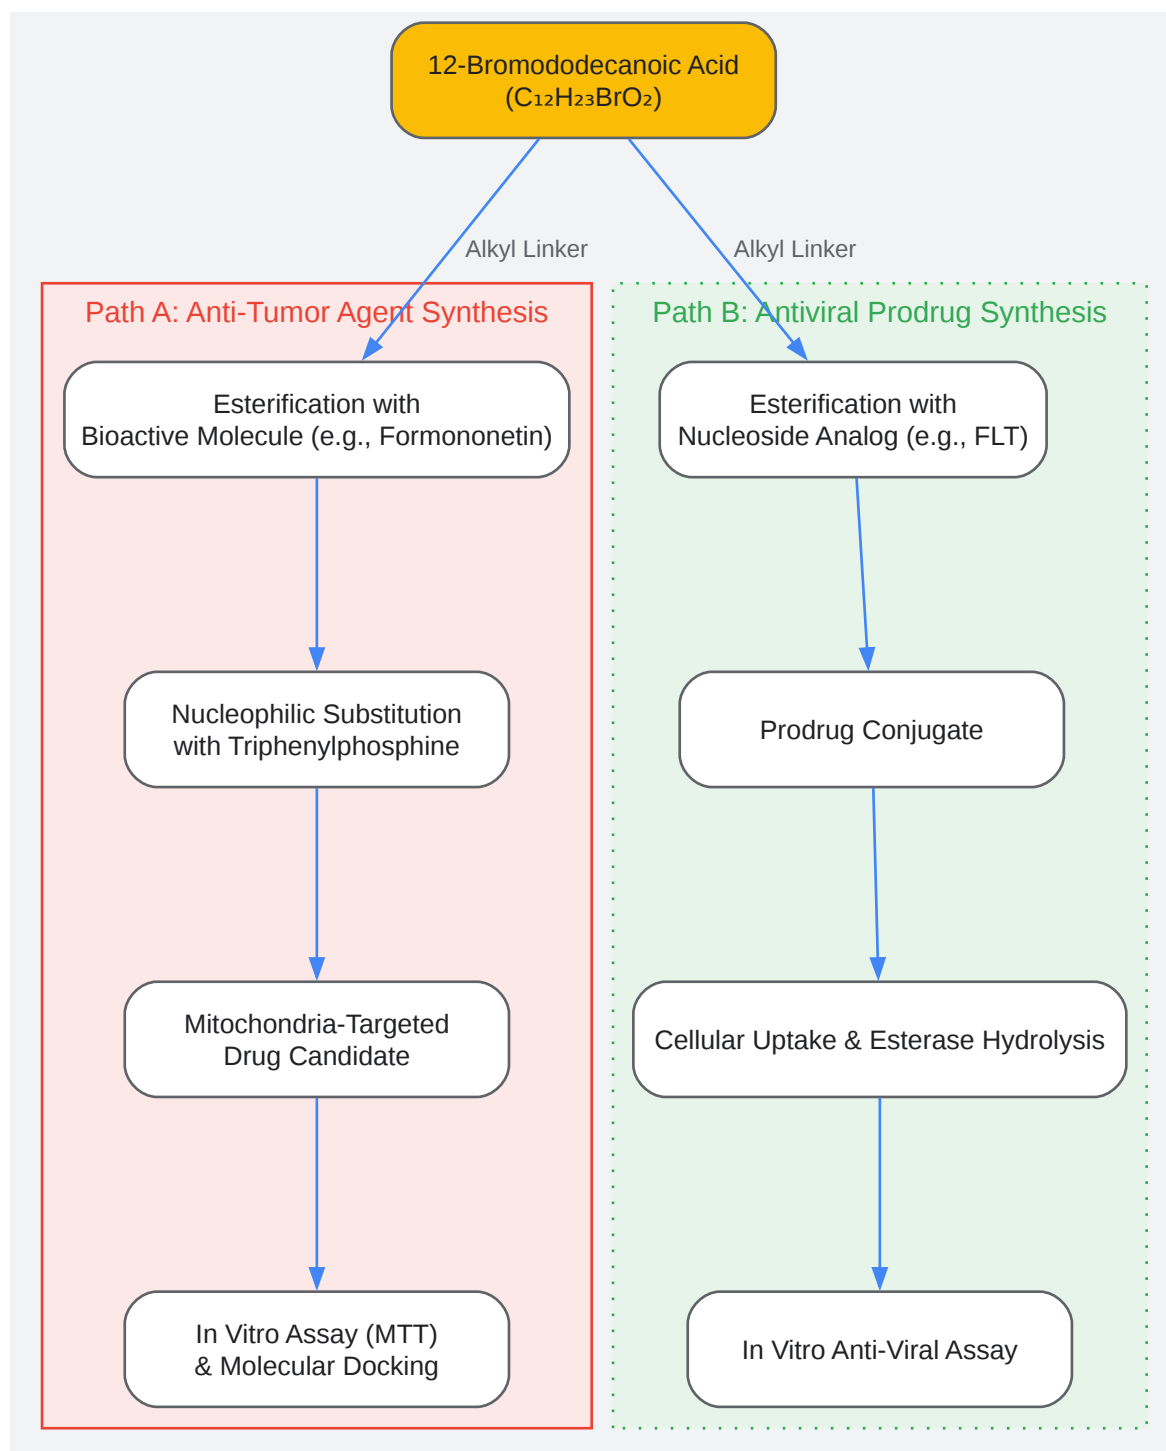 12-Bromododecanoic Acid
(C₁₂H₂₃BrO₂)
Alkyl Linker
Alkyl Linker
Path A: Anti-Tumor Agent Synthesis
Esterification with
Bioactive Molecule (e.g., Formononetin)
Nucleophilic Substitution
with Triphenylphosphine
Mitochondria-Targeted
Drug Candidate
In Vitro Assay (MTT)
& Molecular Docking
Path B: Antiviral Prodrug Synthesis
Esterification with
Nucleoside Analog (e.g., FLT)
Prodrug Conjugate
Cellular Uptake & Esterase Hydrolysis
In Vitro Anti-Viral Assay